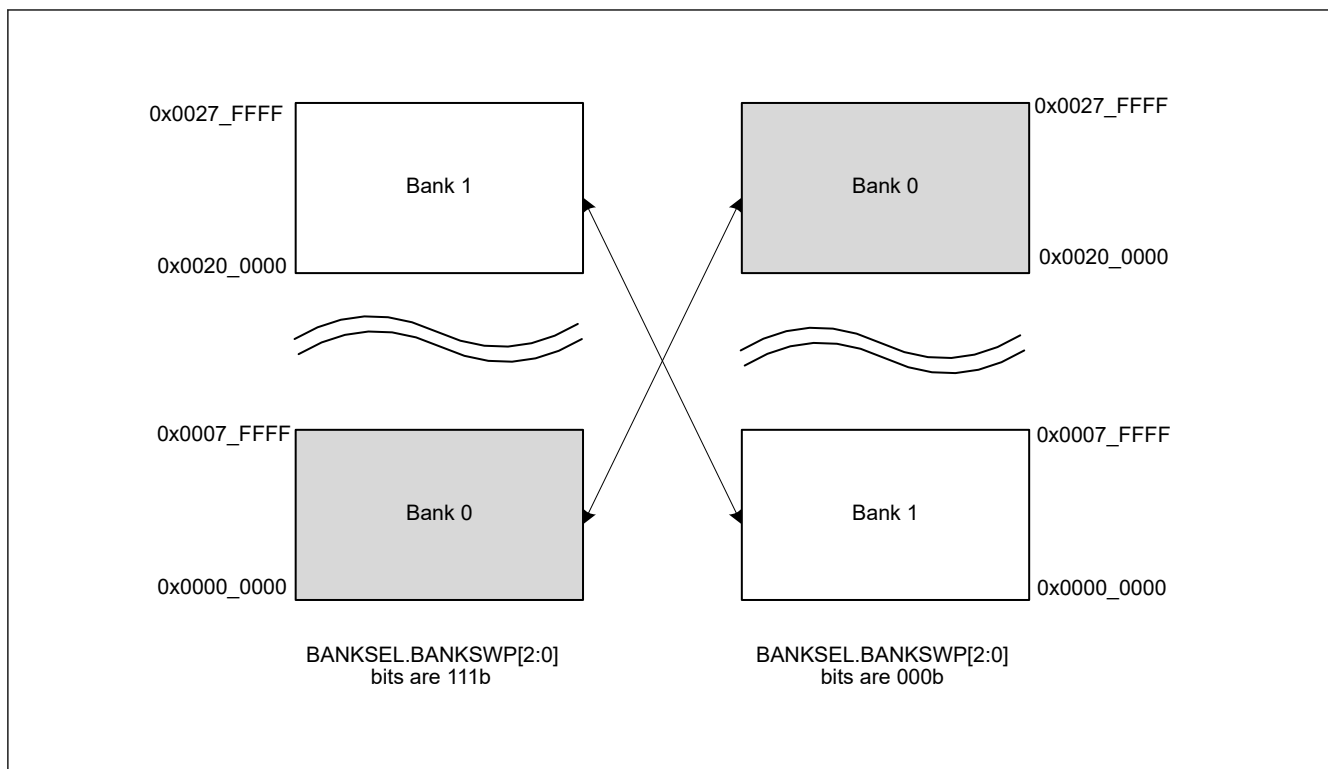 0x0027_FFFF
Bank 1
0x0020_0000
0x0007_FFFF
Bank 0
0x0000_0000
BANKSEL.BANKSWP[2:0]
bits are 111b
0x0027_FFFF
Bank 0
0x0020_0000
0x0007_FFFF
Bank 1
0x0000_0000
BANKSEL.BANKSWP[2:0]
bits are 000b